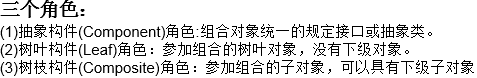 三个角色:
(1)抽象构件(Component)角色:组合对象统一的规定接口或抽象类。
(2)树叶构件(Leaf)角色：参加组合的树叶对象，没有下级对象。
(3)树枝构件(Composite)角色：参加组合的子对象，可以具有下级子对象